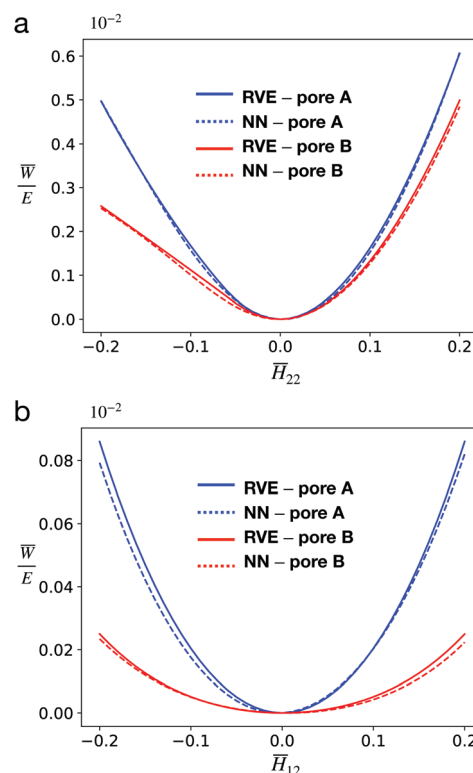 a
10⁻²
0.6
0.5
0.4
0.3
0.2
0.1
0.0
W̅
E
RVE – pore A
NN – pore A
RVE – pore B
NN – pore B
−0.2 −0.1 0.0 0.1 0.2
H̅₂₂
b
10⁻²
0.08
0.06
0.04
0.02
0.00
W̅
E
RVE – pore A
NN – pore A
RVE – pore B
NN – pore B
−0.2 −0.1 0.0 0.1 0.2
H̅₁₂